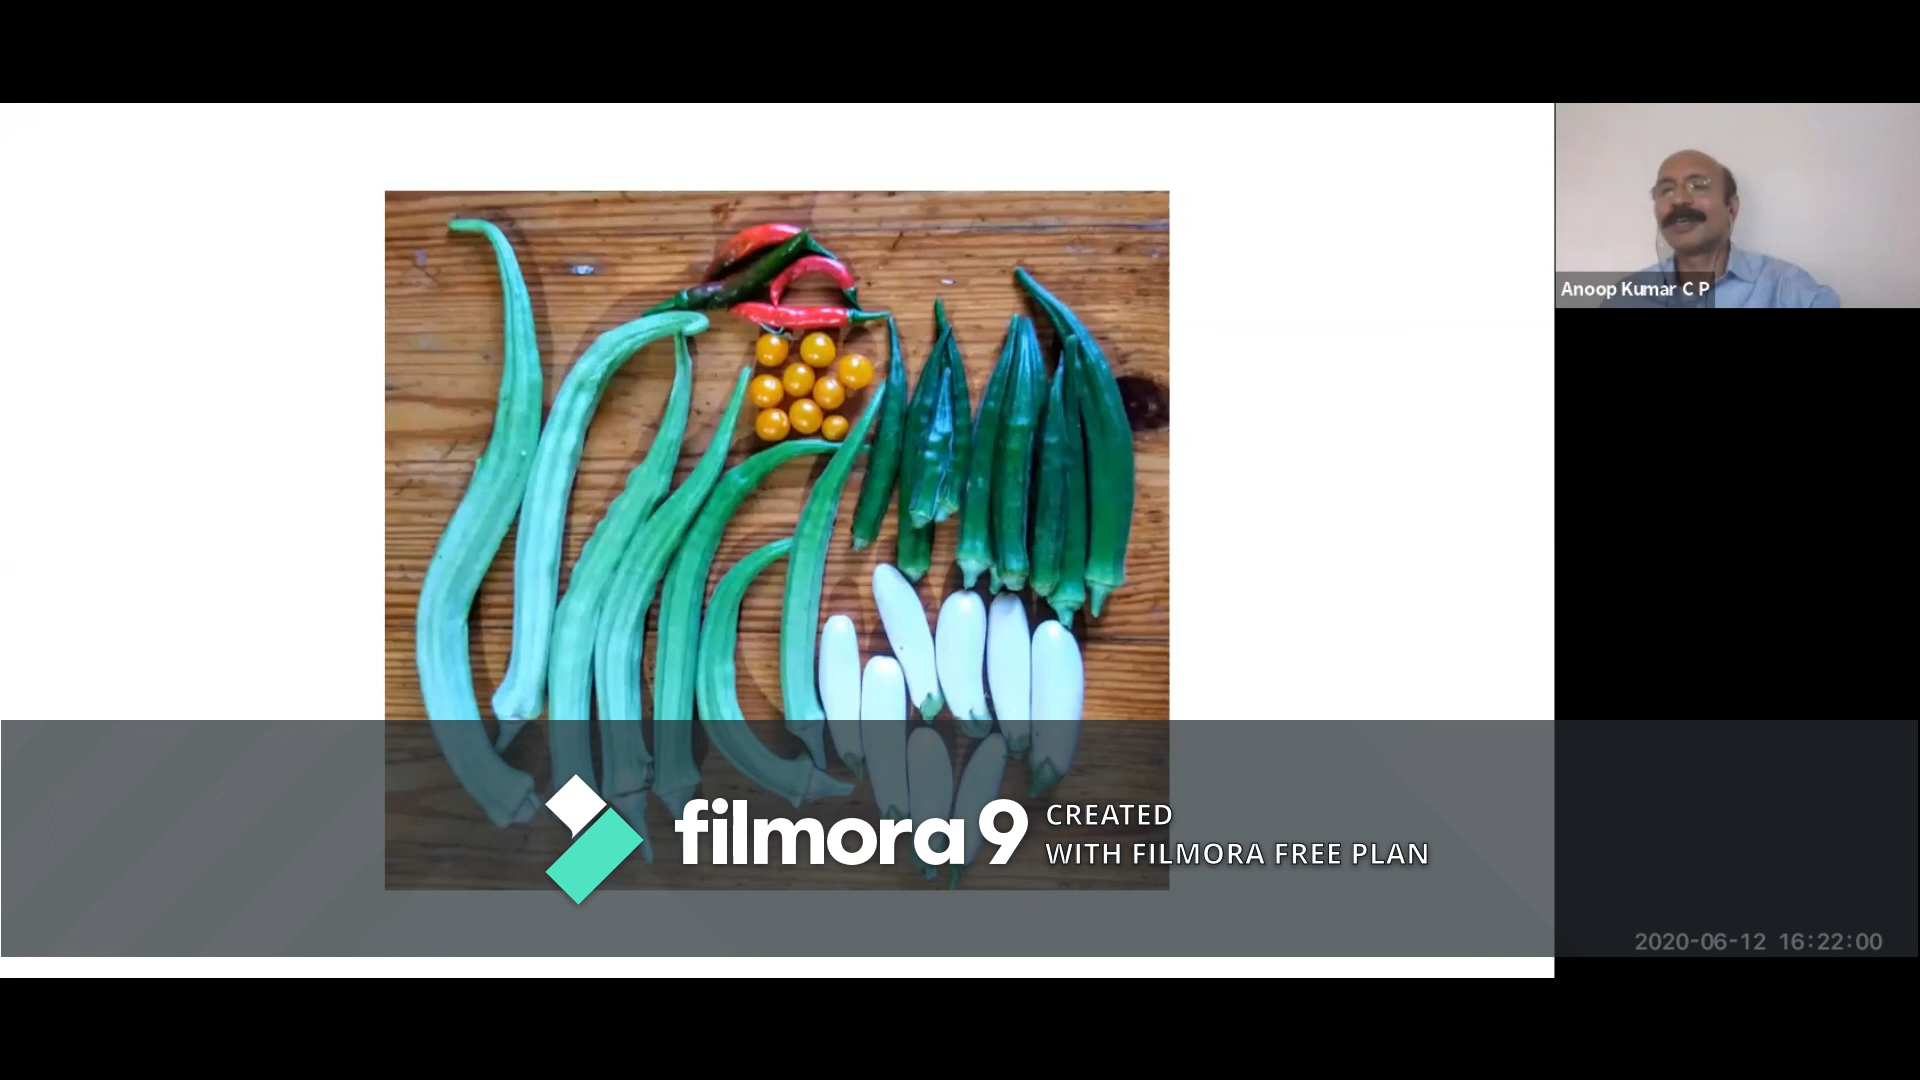 Anoop Kumar C P
filmora9
CREATED
WITH FILMORA FREE PLAN
2020-06-12 16:22:00